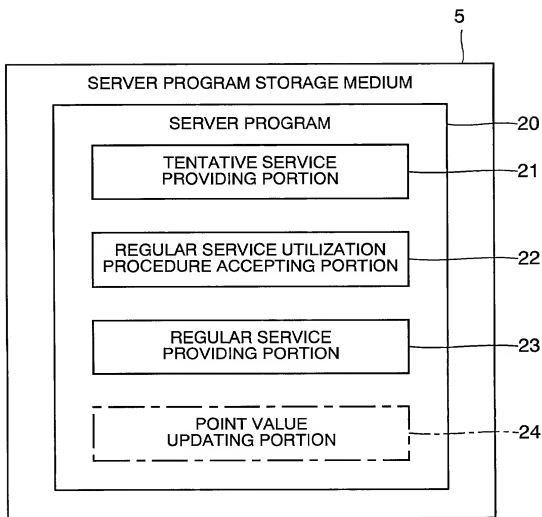 5
SERVER PROGRAM STORAGE MEDIUM
SERVER PROGRAM
20
TENTATIVE SERVICE
PROVIDING PORTION
21
REGULAR SERVICE UTILIZATION
PROCEDURE ACCEPTING PORTION
22
REGULAR SERVICE
PROVIDING PORTION
23
POINT VALUE
UPDATING PORTION
24